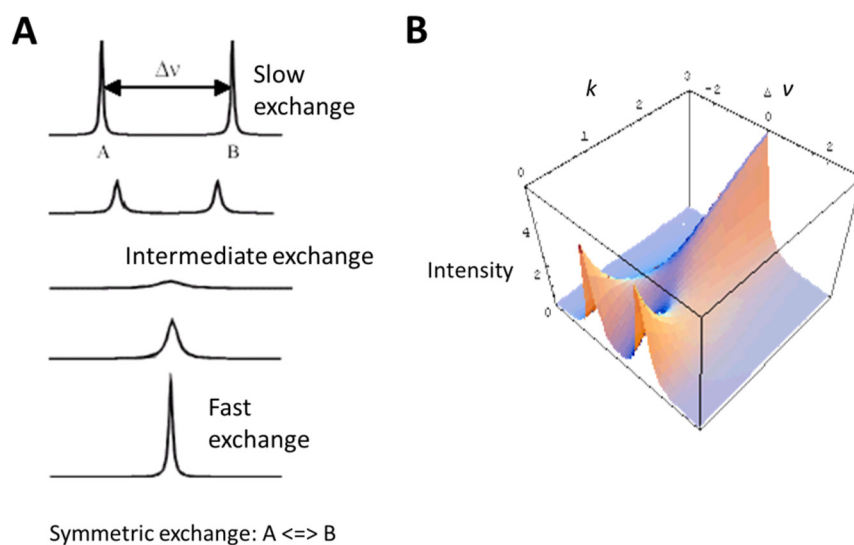 A
Δν
Slow
exchange
A
B
Intermediate exchange
Fast
exchange
Symmetric exchange: A <=> B
B
k
Δ ν
0
1
2
3
-2
0
2
Intensity
4
2
0